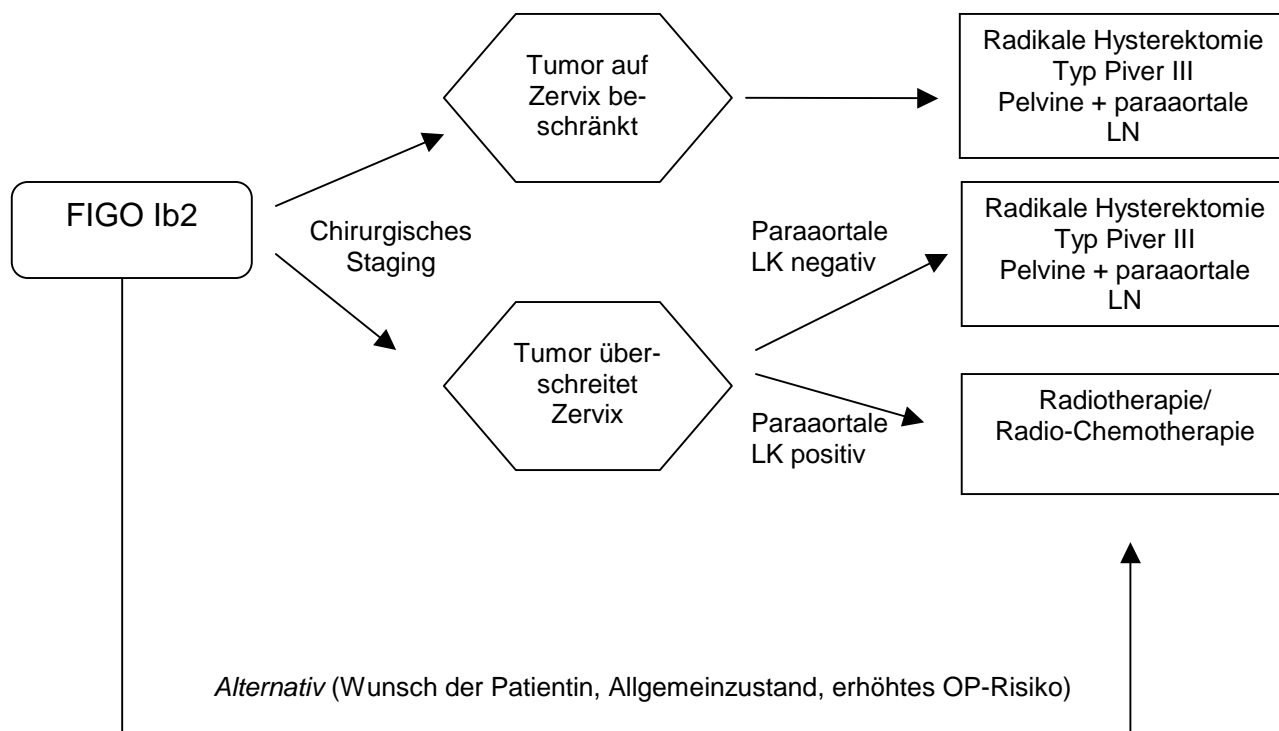 FIGO Ib2
Chirurgisches
Staging
Tumor auf
Zervix be-
schränkt
Radikale Hysterektomie
Typ Piver III
Pelvine + paraaortale
LN
Tumor über-
schreitet
Zervix
Paraaortale
LK negativ
Radikale Hysterektomie
Typ Piver III
Pelvine + paraaortale
LN
Paraaortale
LK positiv
Radiotherapie/
Radio-Chemotherapie
Alternativ (Wunsch der Patientin, Allgemeinzustand, erhöhtes OP-Risiko)